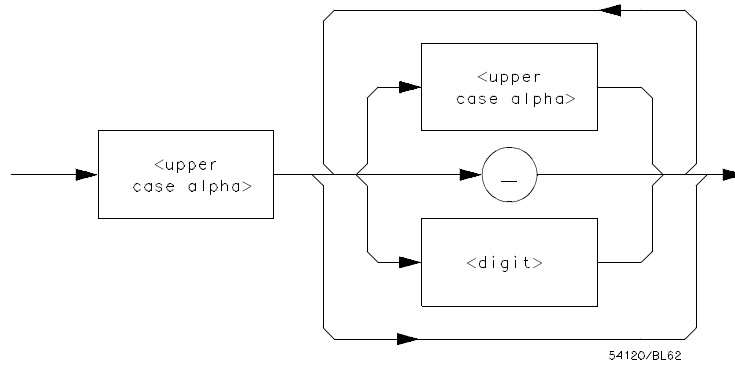 <upper
case alpha>
<upper
case alpha>
_
<digit>
54120/BL62